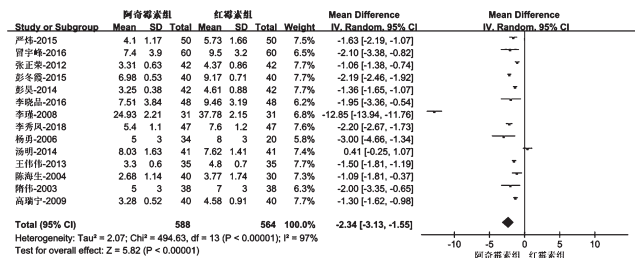 阿奇霉素组 红霉素组 Mean Difference Mean Difference
Study or Subgroup Mean SD Total Mean SD Total Weight IV. Random. 95% CI IV. Random. 95% CI
严炜-2015 4.1 1.17 50 5.73 1.66 50 7.5% -1.63 [-2.19, -1.07]
胥宇峰-2016 7.4 3.9 60 9.5 3.2 60 6.6% -2.10 [-3.38, -0.82]
张正荣-2012 3.31 0.63 42 4.37 0.86 42 7.7% -1.06 [-1.38, -0.74]
彭冬霞-2015 6.98 0.53 40 9.17 0.71 40 7.7% -2.19 [-2.46, -1.92]
彭昊-2014 3.25 0.38 42 4.61 0.88 42 7.7% -1.36 [-1.65, -1.07]
李晓品-2016 7.51 3.84 48 9.46 3.19 48 6.4% -1.95 [-3.36, -0.54]
李瑾-2008 24.93 2.21 31 37.78 2.15 31 6.9% -12.85 [-13.94, -11.76]
李秀凤-2018 5.4 1.1 47 7.6 1.2 47 7.6% -2.20 [-2.67, -1.73]
杨勇-2006 5 3 34 8 3 20 5.9% -3.00 [-4.66, -1.34]
汤明-2014 8.03 1.63 41 7.62 1.41 41 7.4% 0.41 [-0.25, 1.07]
王伟伟-2013 3.3 0.6 35 4.8 0.7 35 7.7% -1.50 [-1.81, -1.19]
陈海生-2004 2.68 1.14 40 3.77 1.74 30 7.4% -1.09 [-1.81, -0.37]
隋伟-2003 5 3 38 7 3 38 6.5% -2.00 [-3.35, -0.65]
高瑞宁-2009 3.28 0.52 40 4.58 0.91 40 7.7% -1.30 [-1.62, -0.98]
Total (95% CI) 588 564 100.0% -2.34 [-3.13, -1.55]
Heterogeneity: Tau² = 2.07; Chi² = 494.63, df = 13 (P < 0.00001); I² = 97%
Test for overall effect: Z = 5.82 (P < 0.00001)
-10 -5 0 5 10
阿奇霉素组 红霉素组